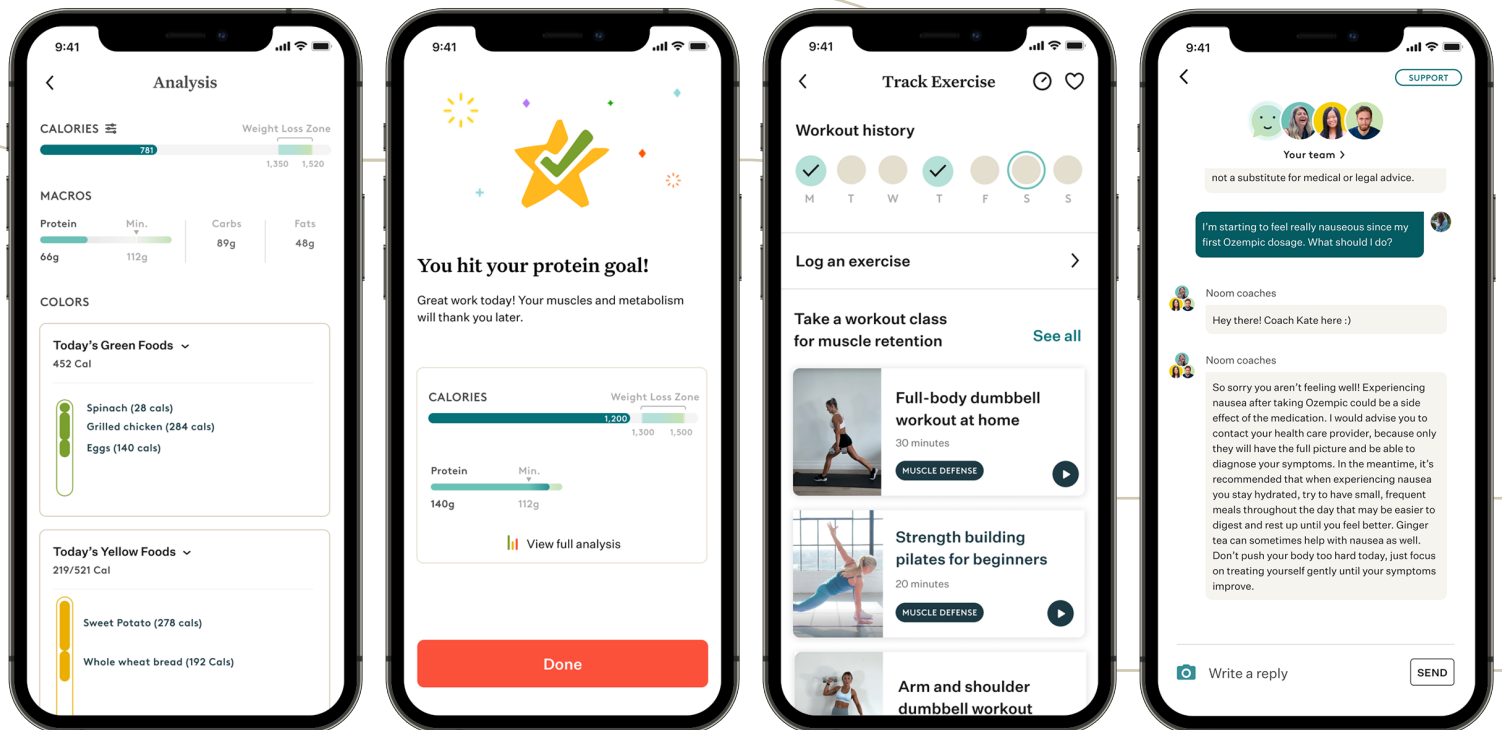 9:41
Analysis
CALORIES
Weight Loss Zone
781
1,350 1,520
MACROS
Protein Min. Carbs Fats
89g 48g
66g 112g
COLORS
Today's Green Foods
452 Cal
Spinach (28 cals)
Grilled chicken (284 cals)
Eggs (140 cals)
Today's Yellow Foods
219/521 Cal
Sweet Potato (278 cals)
Whole wheat bread (192 Cals)
9:41
You hit your protein goal!
Great work today! Your muscles and metabolism
will thank you later.
CALORIES
Weight Loss Zone
1,200
1,300 1,500
Protein Min.
140g 112g
View full analysis
Done
9:41
Track Exercise
Workout history
M T W T F S S
Log an exercise
Take a workout class
for muscle retention
See all
Full-body dumbbell
workout at home
30 minutes
MUSCLE DEFENSE
Strength building
pilates for beginners
20 minutes
MUSCLE DEFENSE
Arm and shoulder
dumbbell workout
9:41
SUPPORT
Your team
not a substitute for medical or legal advice.
I'm starting to feel really nauseous since my
first Ozempic dosage. What should I do?
Noom coaches
Hey there! Coach Kate here :)
Noom coaches
So sorry you aren't feeling well! Experiencing
nausea after taking Ozempic could be a side
effect of the medication. I would advise you to
contact your health care provider, because only
they will have the full picture and be able to
diagnose your symptoms. In the meantime, it's
recommended that when experiencing nausea
you stay hydrated, try to have small, frequent
meals throughout the day that may be easier to
digest and rest up until you feel better. Ginger
tea can sometimes help with nausea as well.
Don't push your body too hard today, just focus
on treating yourself gently until your symptoms
improve.
Write a reply
SEND